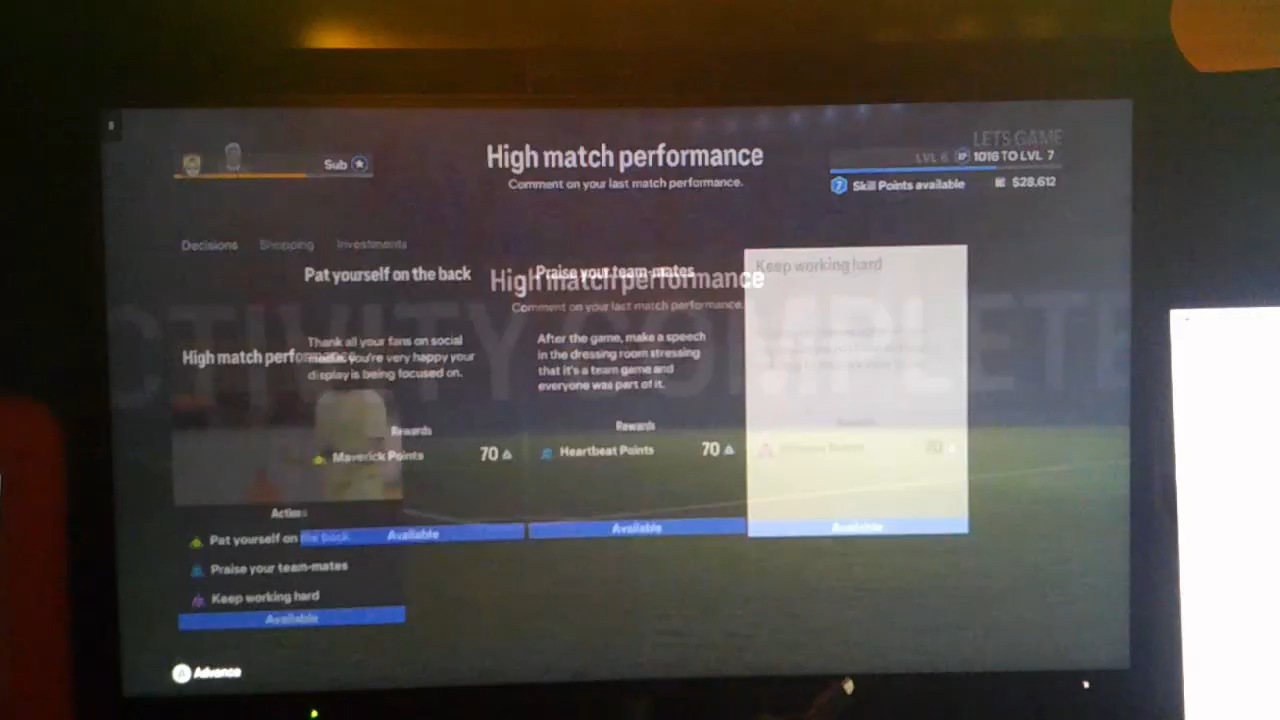 LETS GAME
High match performance
Sub
LVL 6 XP 1016 TO LVL 7
Comment on your last match performance.
7 Skill Points available
$28,612
Decisions Shopping Investments
Pat yourself on the back
Praise your team-mates
Keep working hard
High match performance
Comment on your last match performance.
ACTIVITY COMPLETE
High match performance
Thank all your fans on social
you're very happy your
display is being focused on.
After the game, make a speech
in the dressing room stressing
that it's a team game and
everyone was part of it.
Rewards
Maverick Points 70
Rewards
Heartbeat Points 70
70
Available
Available
Available
Actions
Pat yourself on the back
Praise your team-mates
Keep working hard
Available
A Advance